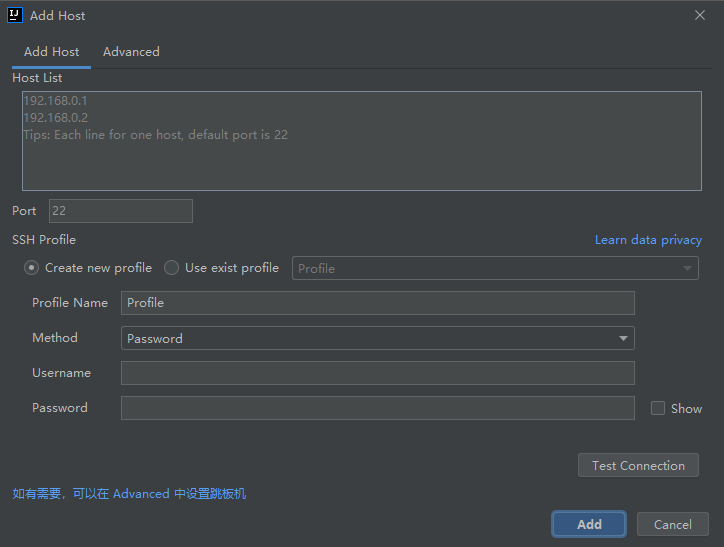 IJ Add Host
Add Host Advanced
Host List
192.168.0.1
192.168.0.2
Tips: Each line for one host, default port is 22
Port 22
SSH Profile Learn data privacy
Create new profile Use exist profile Profile
Profile Name Profile
Method Password
Username
Password Show
Test Connection
如有需要，可以在 Advanced 中设置跳板机
Add Cancel